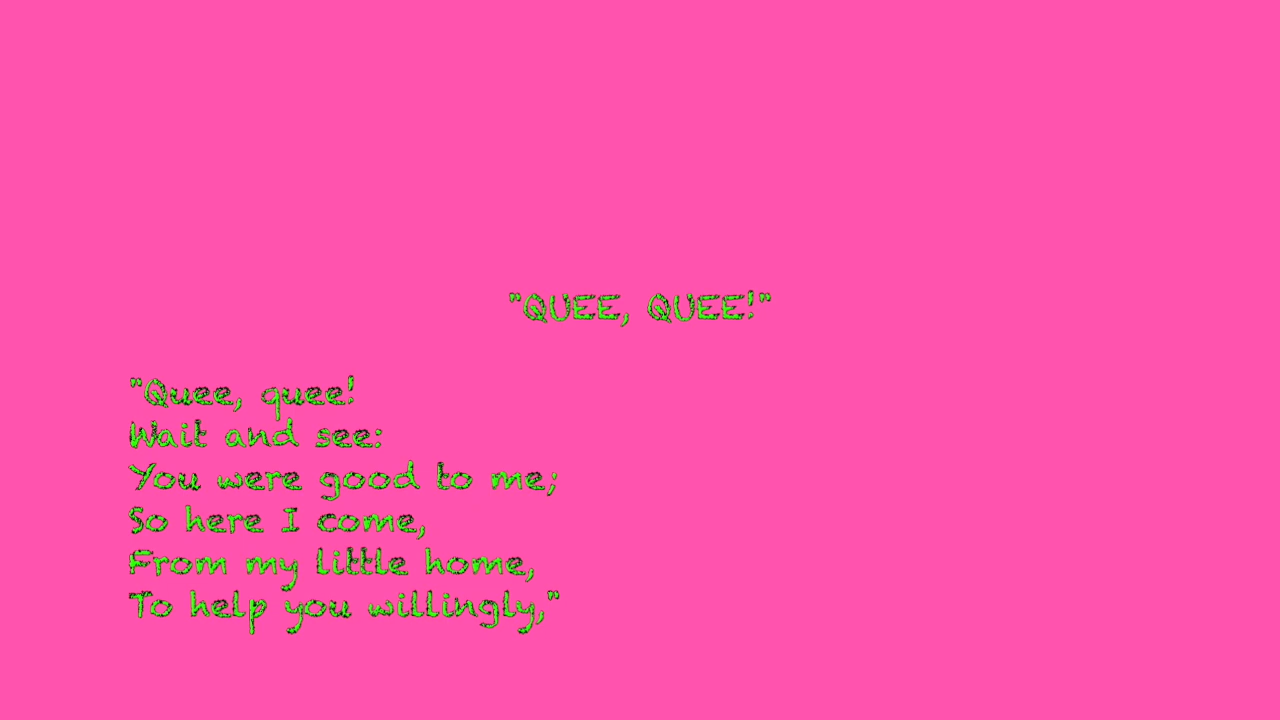 "QUEE, QUEE!"
"Quee, quee!
Wait and see:
You were good to me;
So here I come,
From my little home,
To help you willingly,"